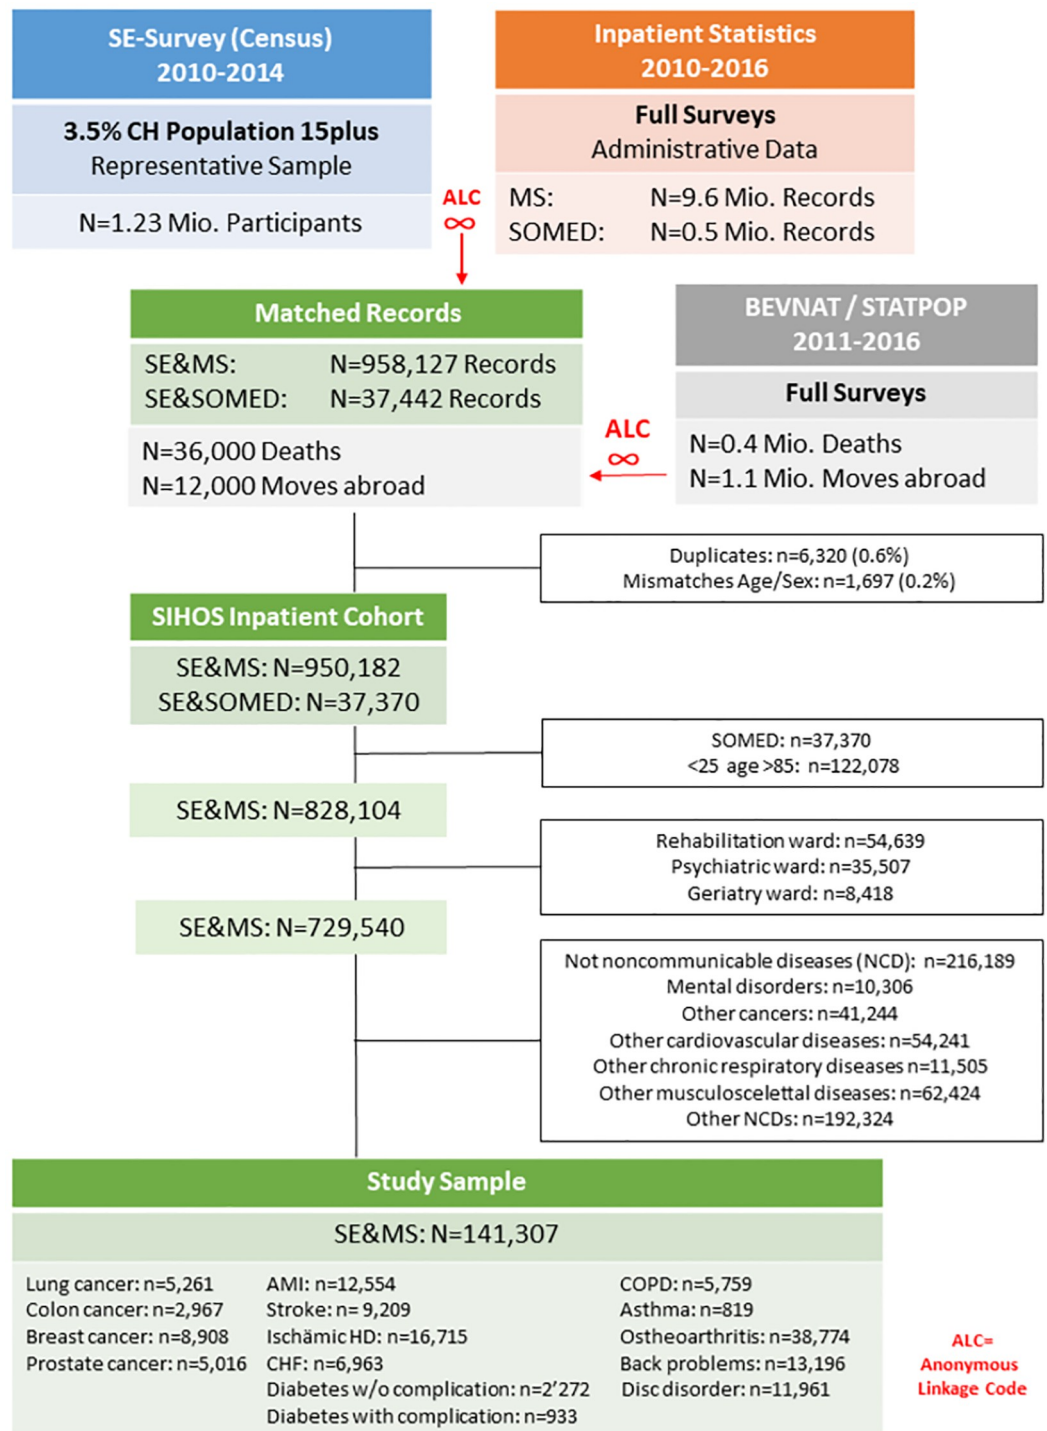 SE-Survey (Census)
2010-2014
3.5% CH Population 15plus
Representative Sample
N=1.23 Mio. Participants
Inpatient Statistics
2010-2016
Full Surveys
Administrative Data
MS: N=9.6 Mio. Records
SOMED: N=0.5 Mio. Records
ALC
∞
Matched Records
SE&MS: N=958,127 Records
SE&SOMED: N=37,442 Records
N=36,000 Deaths
N=12,000 Moves abroad
BEVNAT / STATPOP
2011-2016
Full Surveys
N=0.4 Mio. Deaths
N=1.1 Mio. Moves abroad
ALC
∞
Duplicates: n=6,320 (0.6%)
Mismatches Age/Sex: n=1,697 (0.2%)
SIHOS Inpatient Cohort
SE&MS: N=950,182
SE&SOMED: N=37,370
SOMED: n=37,370
<25 age >85: n=122,078
SE&MS: N=828,104
Rehabilitation ward: n=54,639
Psychiatric ward: n=35,507
Geriatry ward: n=8,418
SE&MS: N=729,540
Not noncommunicable diseases (NCD): n=216,189
Mental disorders: n=10,306
Other cancers: n=41,244
Other cardiovascular diseases: n=54,241
Other chronic respiratory diseases n=11,505
Other musculoscelettal diseases: n=62,424
Other NCDs: n=192,324
Study Sample
SE&MS: N=141,307
Lung cancer: n=5,261
Colon cancer: n=2,967
Breast cancer: n=8,908
Prostate cancer: n=5,016
AMI: n=12,554
Stroke: n= 9,209
Ischämic HD: n=16,715
CHF: n=6,963
Diabetes w/o complication: n=2’272
Diabetes with complication: n=933
COPD: n=5,759
Asthma: n=819
Ostheoarthritis: n=38,774
Back problems: n=13,196
Disc disorder: n=11,961
ALC=
Anonymous
Linkage Code